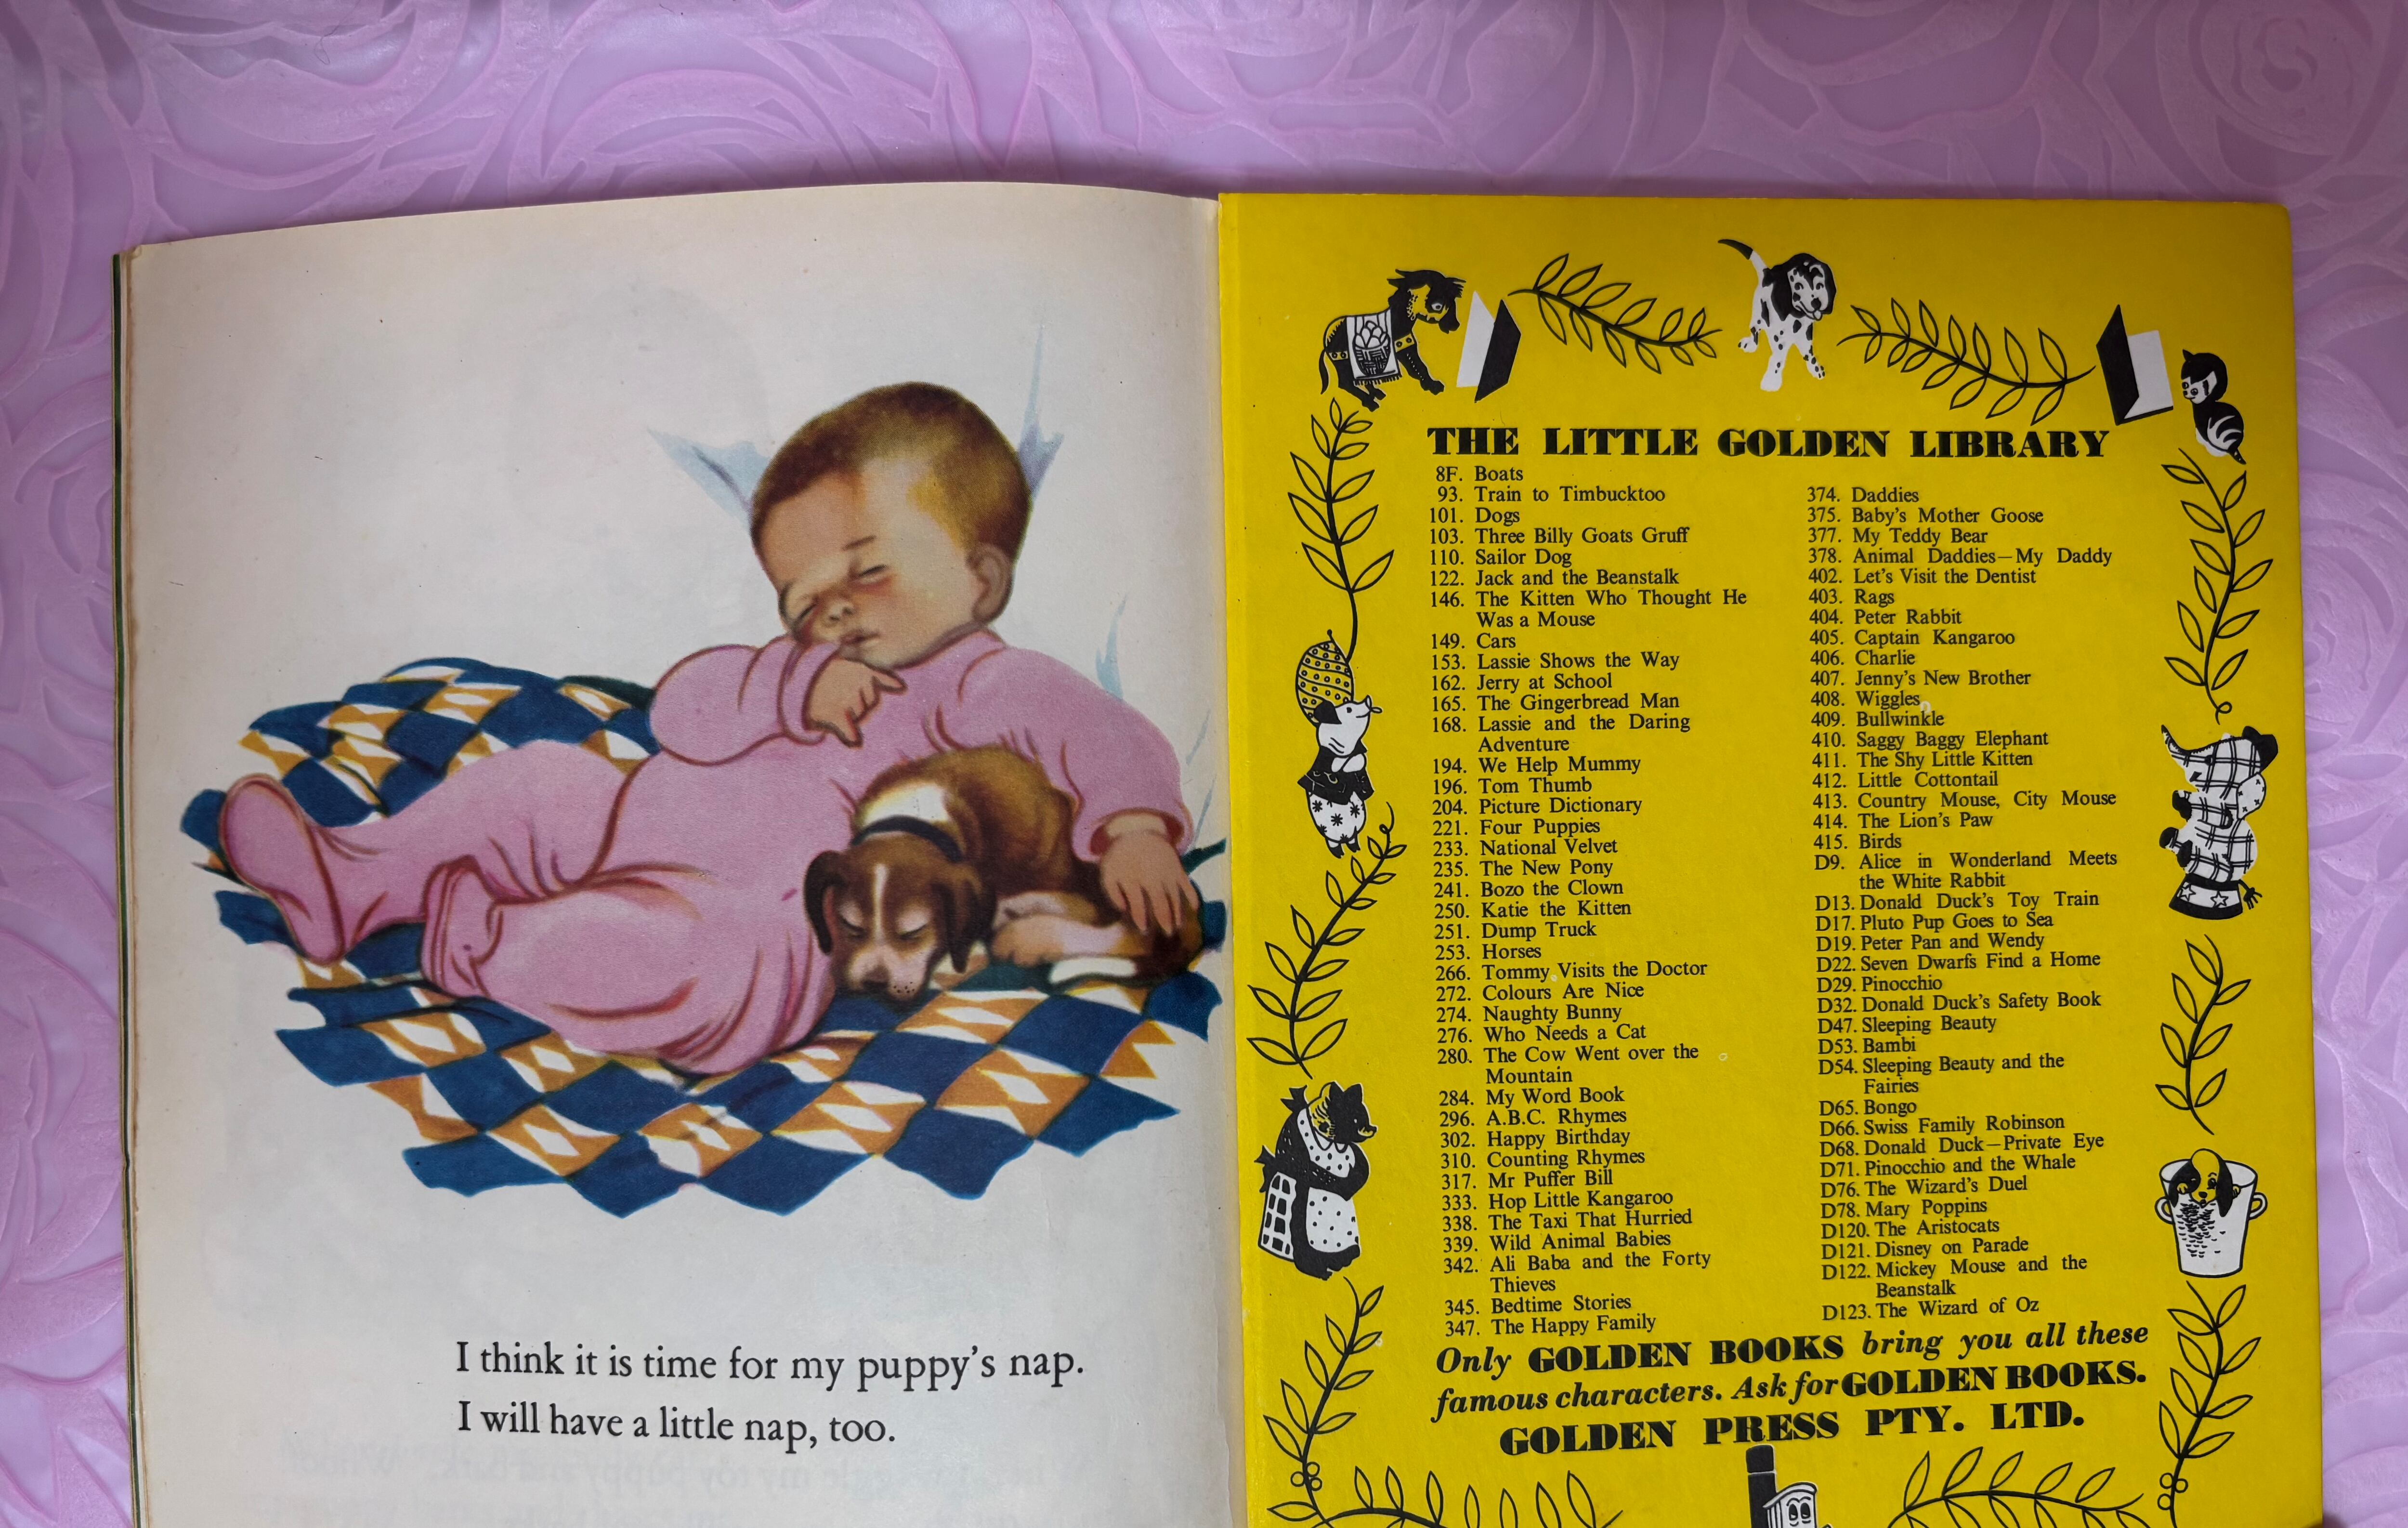 I think it is time for my puppy's nap.
I will have a little nap, too.
THE LITTLE GOLDEN LIBRARY
8F. Boats
93. Train to Timbucktoo
101. Dogs
103. Three Billy Goats Gruff
110. Sailor Dog
122. Jack and the Beanstalk
146. The Kitten Who Thought He
Was a Mouse
149. Cars
153. Lassie Shows the Way
162. Jerry at School
165. The Gingerbread Man
168. Lassie and the Daring
Adventure
194. We Help Mummy
196. Tom Thumb
204. Picture Dictionary
221. Four Puppies
233. National Velvet
235. The New Pony
241. Bozo the Clown
250. Katie the Kitten
251. Dump Truck
253. Horses
266. Tommy Visits the Doctor
272. Colours Are Nice
274. Naughty Bunny
276. Who Needs a Cat
280. The Cow Went over the
Mountain
284. My Word Book
296. A.B.C. Rhymes
302. Happy Birthday
310. Counting Rhymes
317. Mr Puffer Bill
333. Hop Little Kangaroo
338. The Taxi That Hurried
339. Wild Animal Babies
342. Ali Baba and the Forty
Thieves
345. Bedtime Stories
347. The Happy Family
374. Daddies
375. Baby's Mother Goose
377. My Teddy Bear
378. Animal Daddies—My Daddy
402. Let's Visit the Dentist
403. Rags
404. Peter Rabbit
405. Captain Kangaroo
406. Charlie
407. Jenny's New Brother
408. Wiggles
409. Bullwinkle
410. Saggy Baggy Elephant
411. The Shy Little Kitten
412. Little Cottontail
413. Country Mouse, City Mouse
414. The Lion's Paw
415. Birds
D9. Alice in Wonderland Meets
the White Rabbit
D13. Donald Duck's Toy Train
D17. Pluto Pup Goes to Sea
D19. Peter Pan and Wendy
D22. Seven Dwarfs Find a Home
D29. Pinocchio
D32. Donald Duck's Safety Book
D47. Sleeping Beauty
D53. Bambi
D54. Sleeping Beauty and the
Fairies
D65. Bongo
D66. Swiss Family Robinson
D68. Donald Duck—Private Eye
D71. Pinocchio and the Whale
D76. The Wizard's Duel
D78. Mary Poppins
D120. The Aristocats
D121. Disney on Parade
D122. Mickey Mouse and the
Beanstalk
D123. The Wizard of Oz
Only GOLDEN BOOKS bring you all these
famous characters. Ask for GOLDEN BOOKS.
GOLDEN PRESS PTY. LTD.